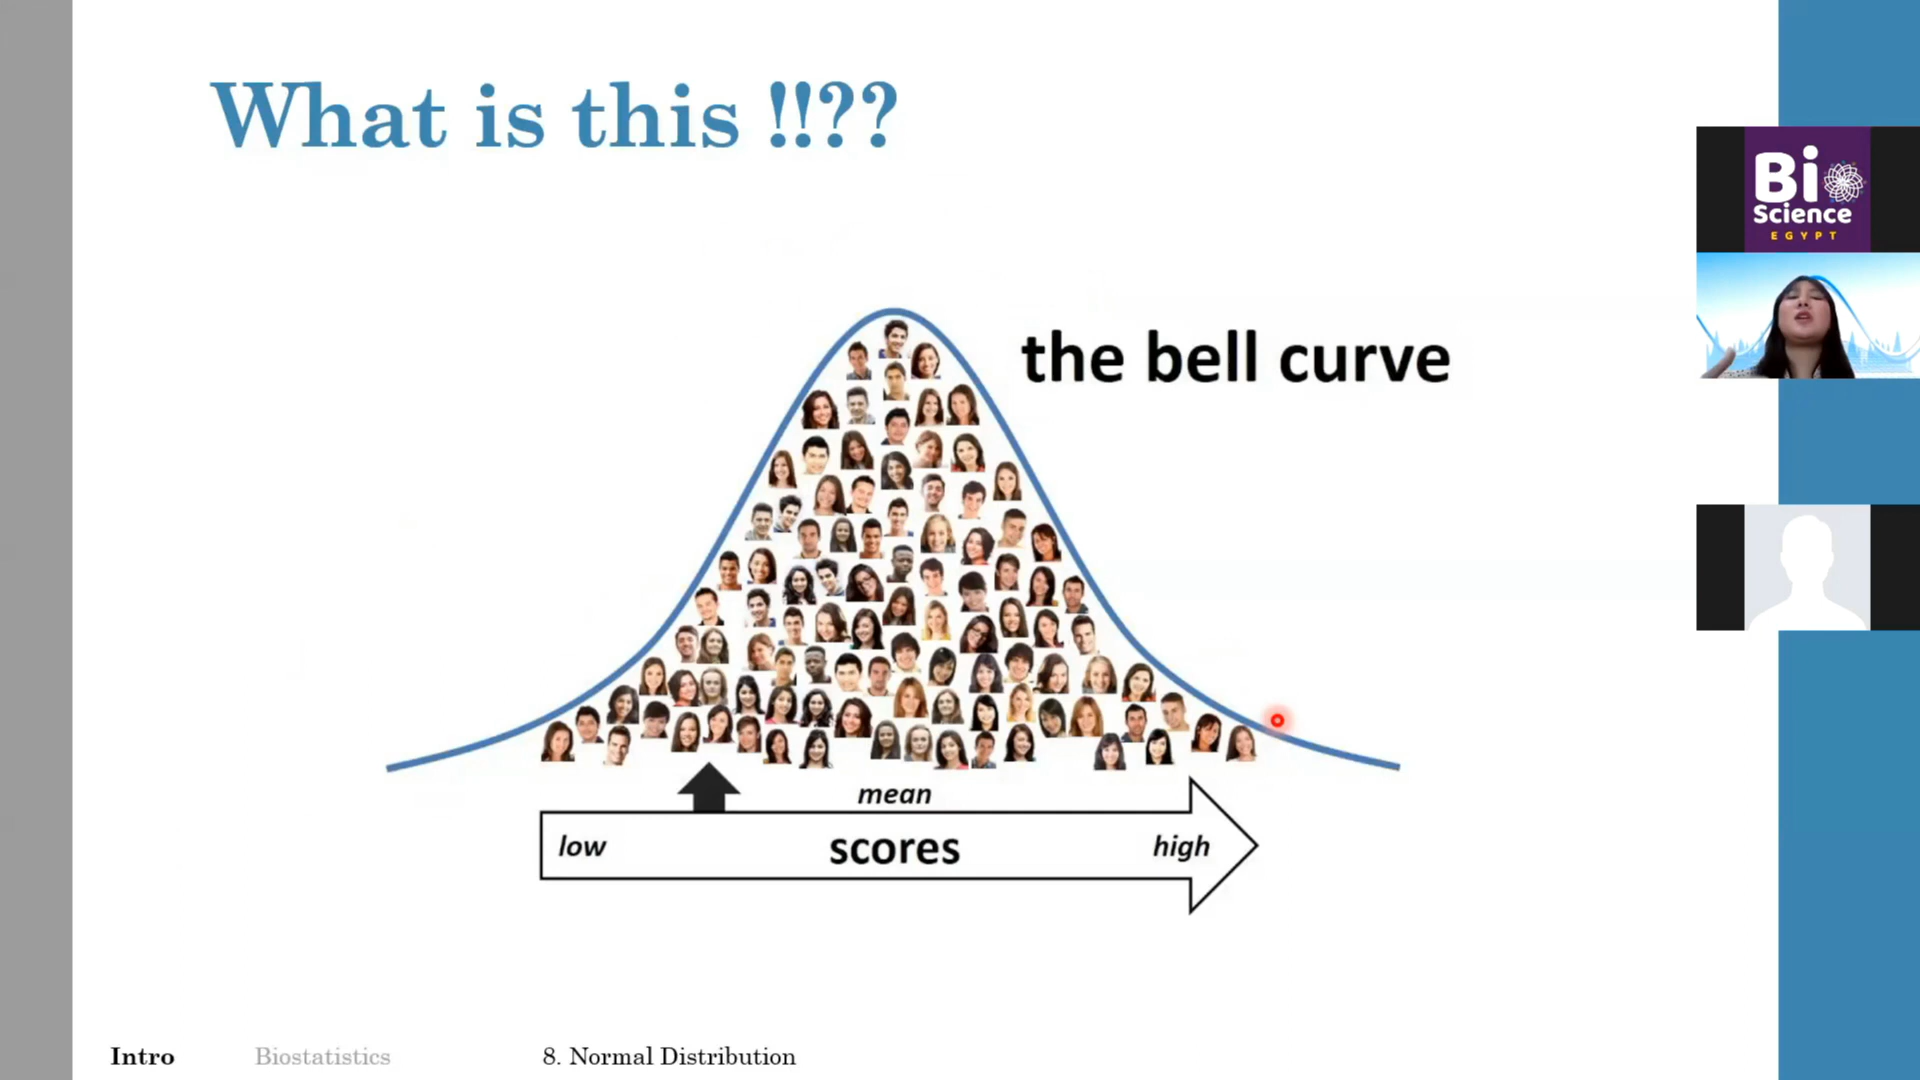 What is this !!??
Bi
Science
EGYPT
the bell curve
mean
low scores high
Intro Biostatistics 8. Normal Distribution